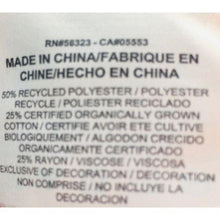 RN#56323 - CA#05553
MADE IN CHINA/FABRIQUE EN
CHINE/HECHO EN CHINA
50% RECYCLED POLYESTER / POLYESTER
RECYCLE / POLIESTER RECICLADO
25% CERTIFIED ORGANICALLY GROWN
COTTON / CERTIFIE AVOIR ETE CULTIVE
BIOLOGIQUEMENT / ALGODON CRECIDO
ORGANICAMENTE CERTIFICADO
25% RAYON / VISCOSE / VISCOSA
EXCLUSIVE OF DECORATION / DECORATION
NON COMPRISE / NO INCLUYE LA
DECORACION